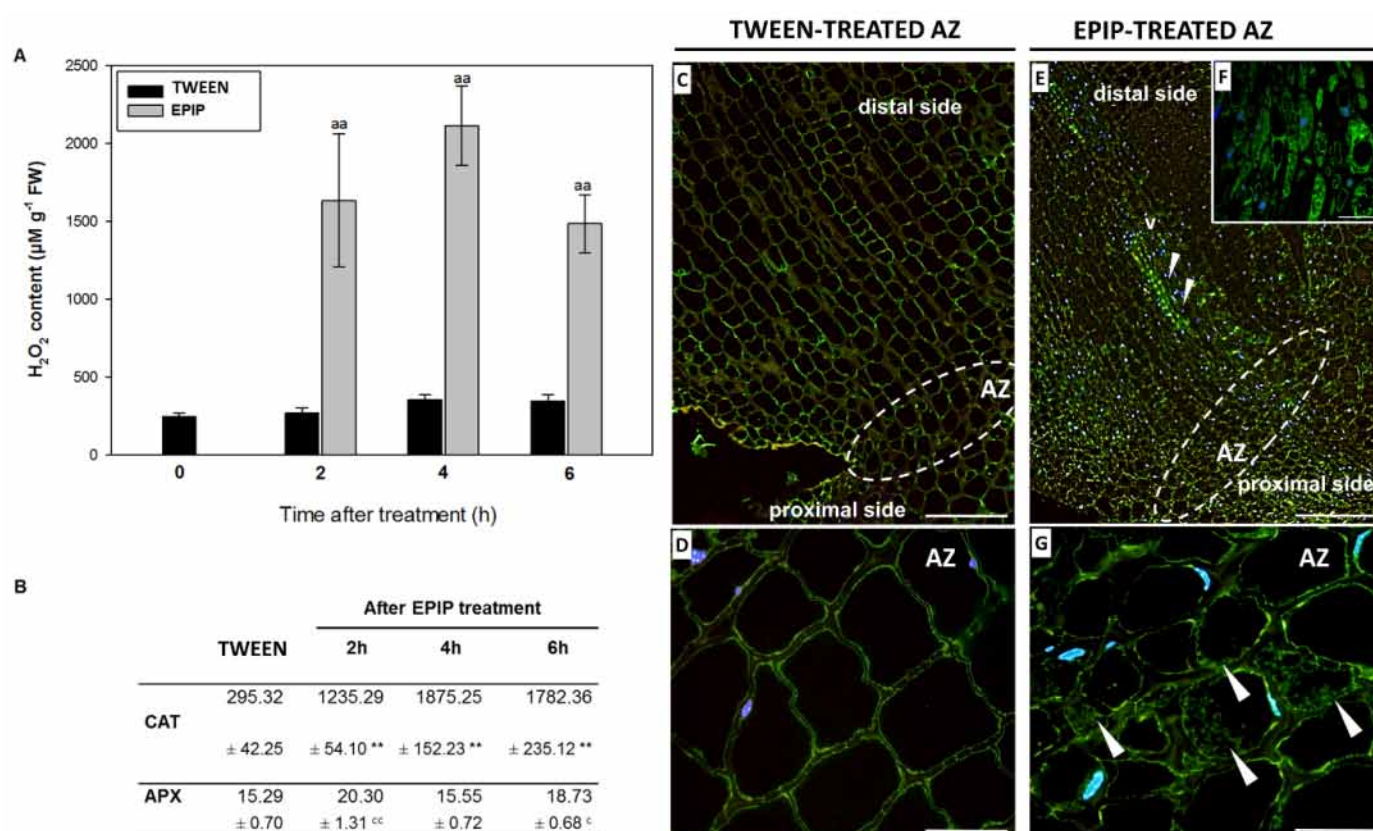 A
2500
2000
1500
1000
500
0
H₂O₂ content (µM g⁻¹ FW)
TWEEN
EPIP
aa
aa
aa
0 2 4 6
Time after treatment (h)
B
After EPIP treatment
TWEEN 2h 4h 6h
295.32 1235.29 1875.25 1782.36
CAT
± 42.25 ± 54.10 ** ± 152.23 ** ± 235.12 **
APX 15.29 20.30 15.55 18.73
± 0.70 ± 1.31 cc ± 0.72 ± 0.68 c
TWEEN-TREATED AZ
C
distal side
AZ
proximal side
D
AZ
EPIP-TREATED AZ
E
distal side
F
v
AZ
proximal side
G
AZ